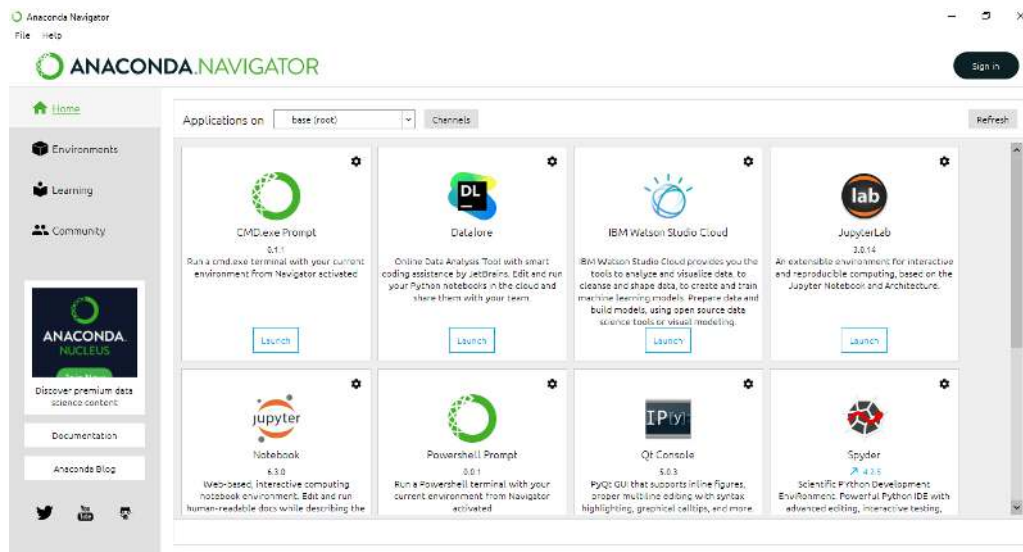 Anaconda Navigator
File Help
ANACONDA.NAVIGATOR
Sign in
Home
Environments
Learning
Community
ANACONDA.
NUCLEUS
Join Now
Discover premium data
science content
Documentation
Anaconda Blog
You
Tube
Applications on base (root) Channels Refresh
CMD.exe Prompt
0.1.1
Run a cmd.exe terminal with your current
environment from Navigator activated
Launch
DL
Datalore
Online Data Analysis Tool with smart
coding assistance by JetBrains. Edit and run
your Python notebooks in the cloud and
share them with your team.
Launch
IBM Watson Studio Cloud
IBM Watson Studio Cloud provides you the
tools to analyze and visualize data, to
cleanse and shape data, to create and train
machine learning models. Prepare data and
build models, using open source data
science tools or visual modeling.
Launch
lab
JupyterLab
3.0.14
An extensible environment for interactive
and reproducible computing, based on the
Jupyter Notebook and Architecture.
Launch
jupyter
Notebook
6.3.0
Web-based, interactive computing
notebook environment. Edit and run
human-readable docs while describing the
Powershell Prompt
0.0.1
Run a Powershell terminal with your
current environment from Navigator
activated
IP[y]:
Qt Console
5.0.3
PyQt GUI that supports inline figures,
proper multiline editing with syntax
highlighting, graphical calltips, and more.
Spyder
4.2.5
Scientific PYthon Development
EnviRonment. Powerful Python IDE with
advanced editing, interactive testing,